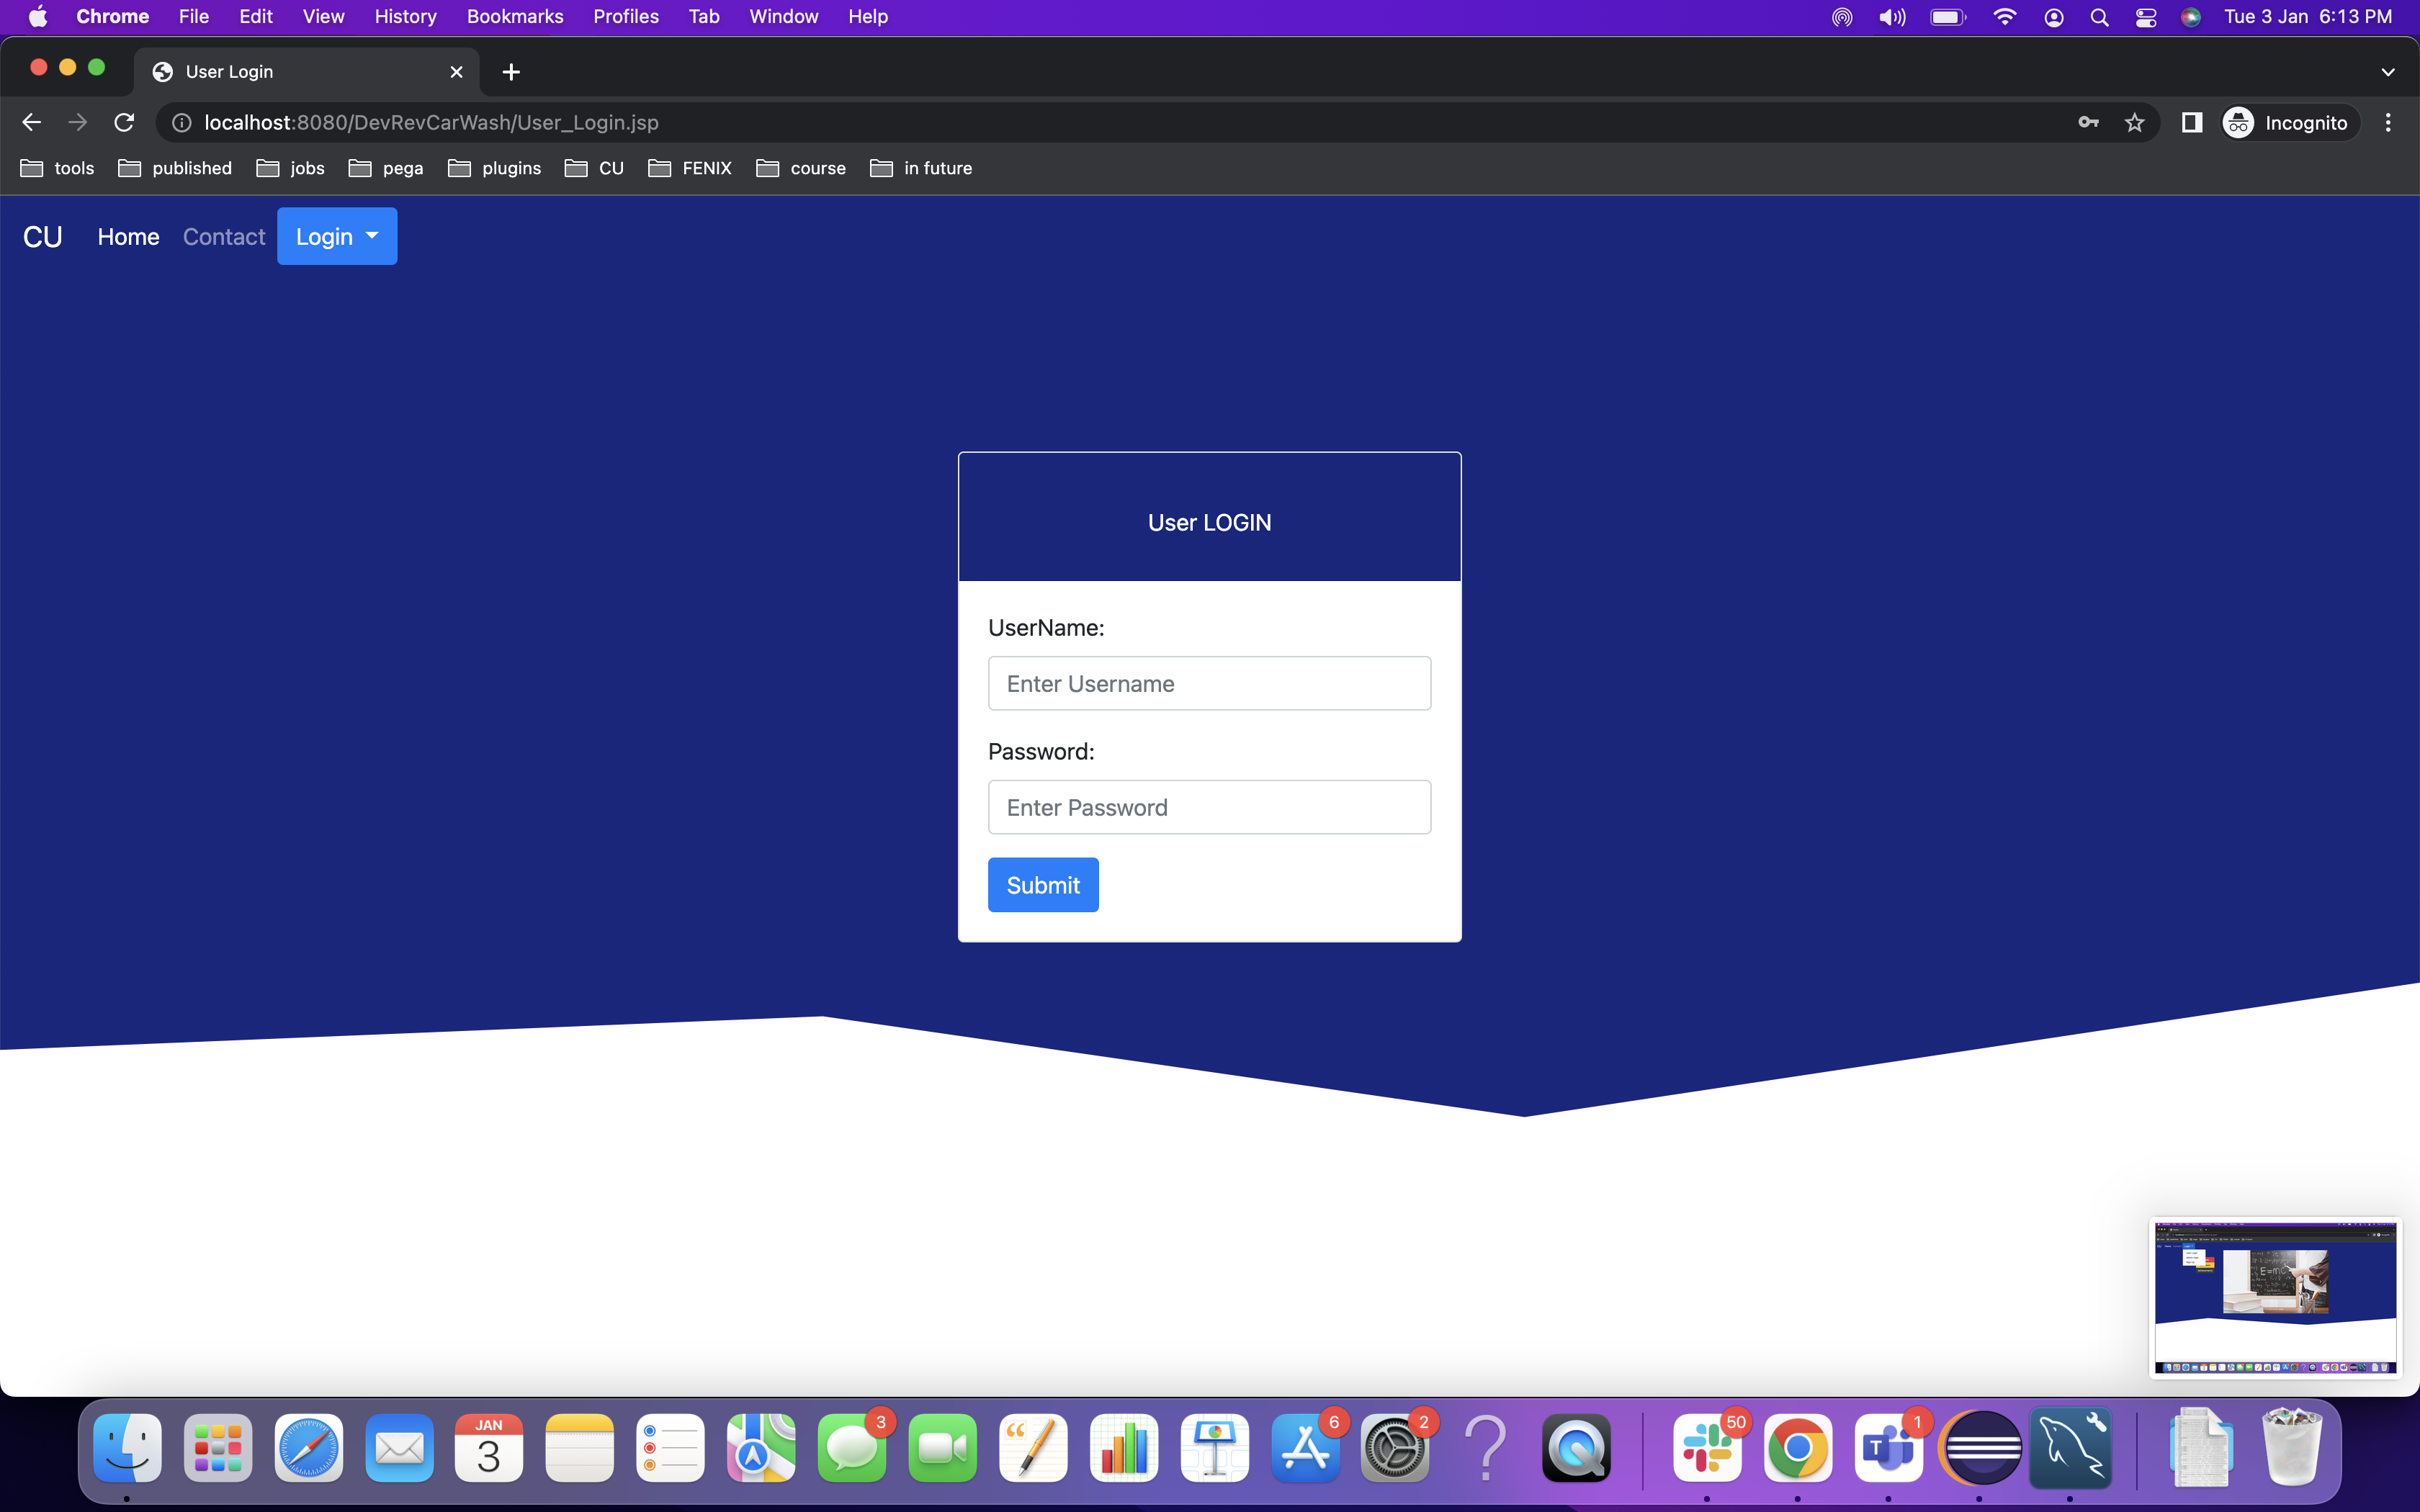 Chrome File Edit View History Bookmarks Profiles Tab Window Help Tue 3 Jan 6:13 PM
User Login
localhost:8080/DevRevCarWash/User_Login.jsp Incognito
tools published jobs pega plugins CU FENIX course in future
CU Home Contact Login
User LOGIN
UserName:
Enter Username
Password:
Enter Password
Submit
E=mc
3 6 2 50 1
JAN
3
T